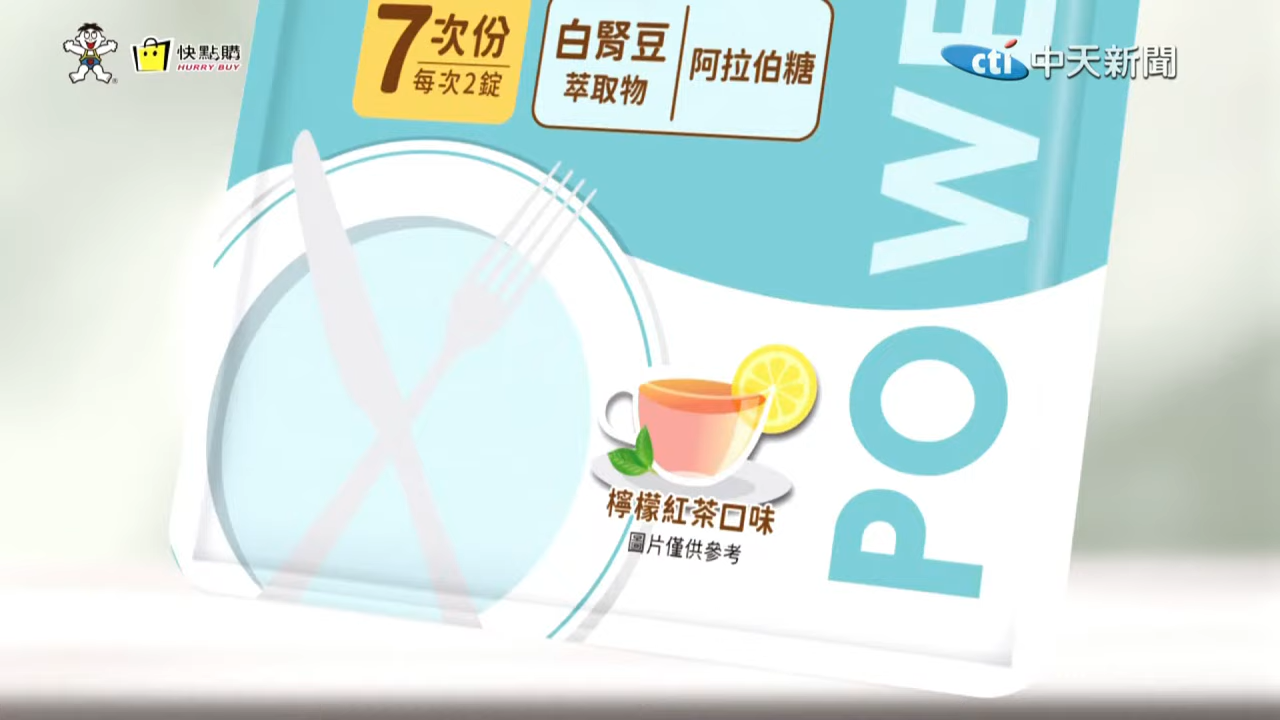 快點購
HURRY BUY
cti 中天新聞
7次份
每次2錠
白腎豆
萃取物
阿拉伯糖
POWE
檸檬紅茶口味
圖片僅供參考